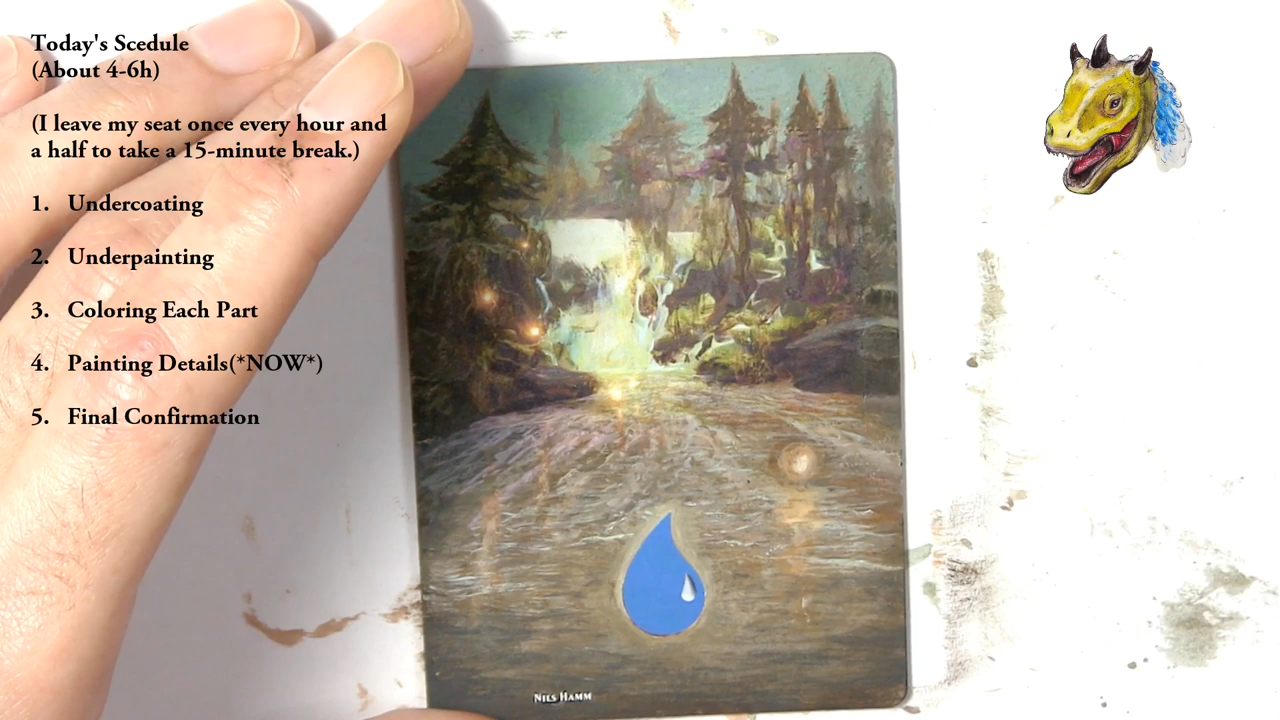 Today's Scedule
(About 4-6h)
(I leave my seat once every hour and
a half to take a 15-minute break.)
1. Undercoating
2. Underpainting
3. Coloring Each Part
4. Painting Details(*NOW*)
5. Final Confirmation
Nils Hamm